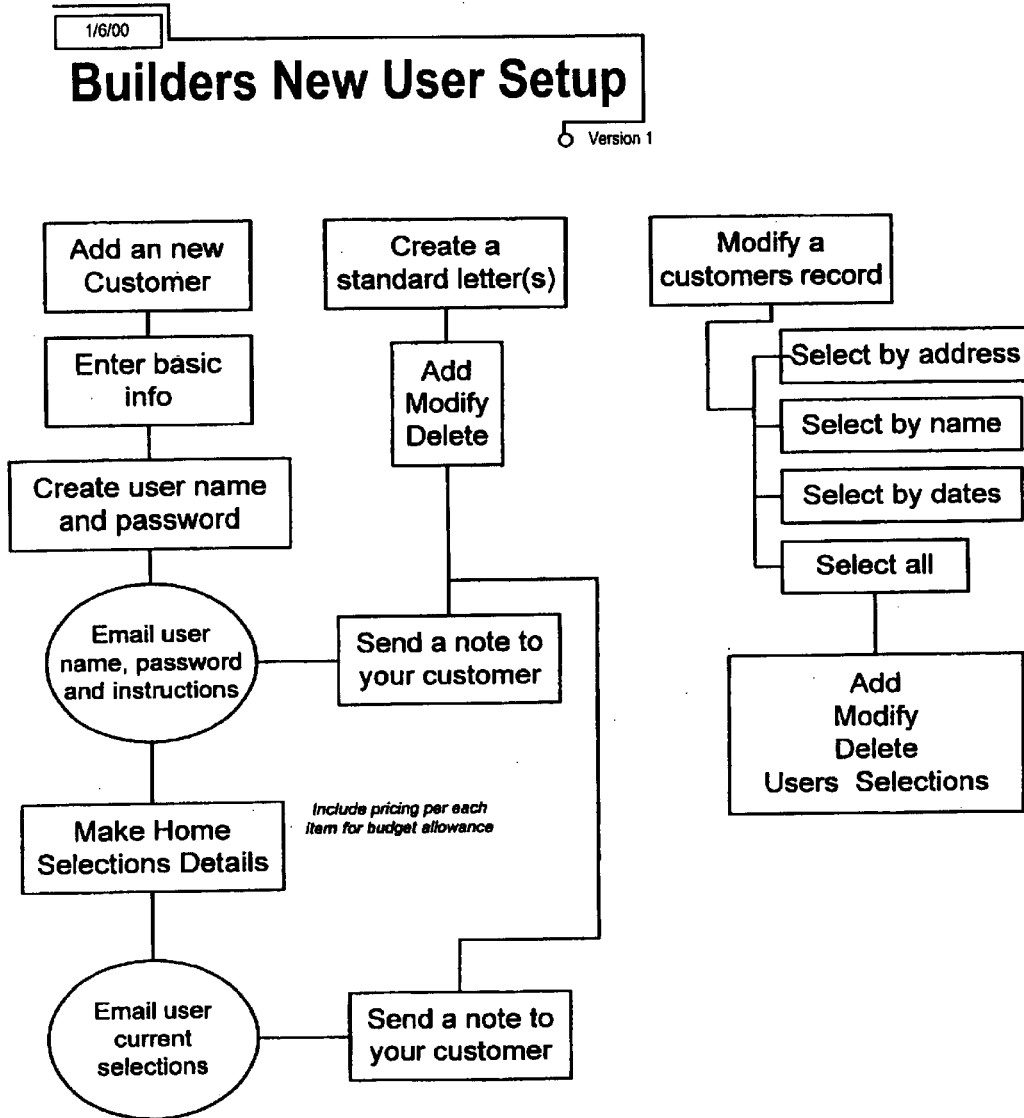 1/6/00
Builders New User Setup
Version 1
Add an new
Customer
Enter basic
info
Create user name
and password
Email user
name, password
and instructions
Make Home
Selections Details
Include pricing per each
item for budget allowance
Email user
current
selections
Create a
standard letter(s)
Add
Modify
Delete
Send a note to
your customer
Send a note to
your customer
Modify a
customers record
Select by address
Select by name
Select by dates
Select all
Add
Modify
Delete
Users Selections